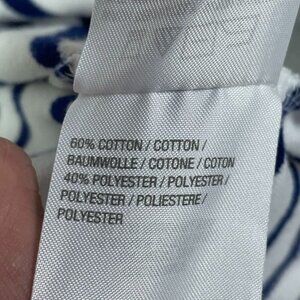 60% COTTON / COTTON /
BAUMWOLLE / COTONE / COTON
40% POLYESTER / POLYESTER /
POLYESTER / POLIESTERE /
POLYESTER